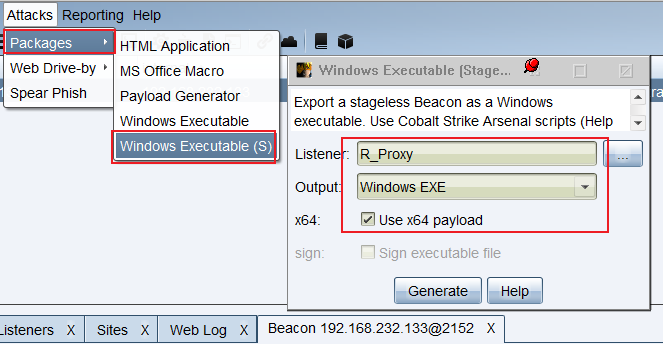 Attacks Reporting Help
Packages
Web Drive-by
Spear Phish
HTML Application
MS Office Macro
Payload Generator
Windows Executable
Windows Executable (S)
Windows Executable (Stage...
Export a stageless Beacon as a Windows
executable. Use Cobalt Strike Arsenal scripts (Help
Listener: R_Proxy ...
Output: Windows EXE
x64: Use x64 payload
sign: Sign executable file
Generate Help
Listeners X Sites X Web Log X Beacon 192.168.232.133@2152 X